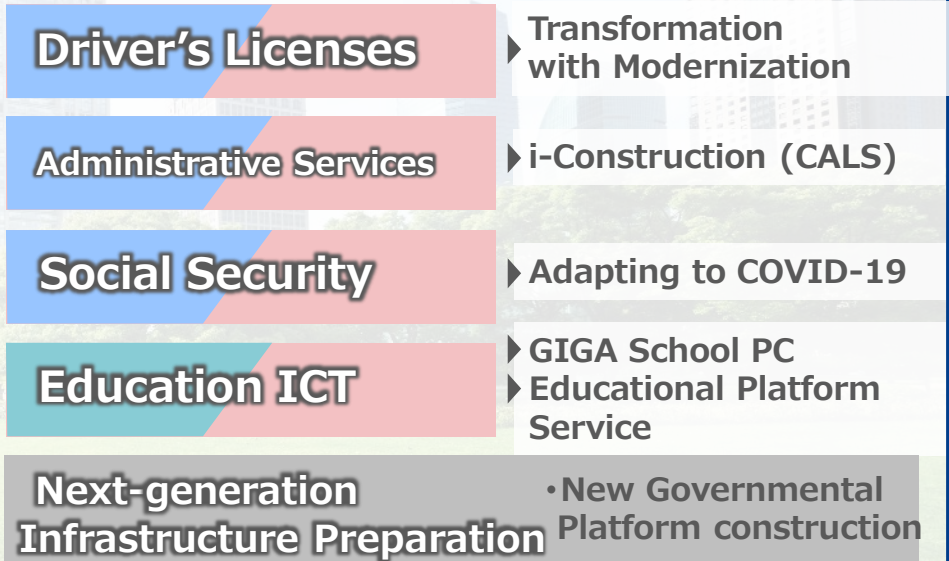 Driver’s Licenses
Transformation
with Modernization
Administrative Services
i-Construction (CALS)
Social Security
Adapting to COVID-19
Education ICT
GIGA School PC
Educational Platform
Service
Next-generation
Infrastructure Preparation
・New Governmental
Platform construction